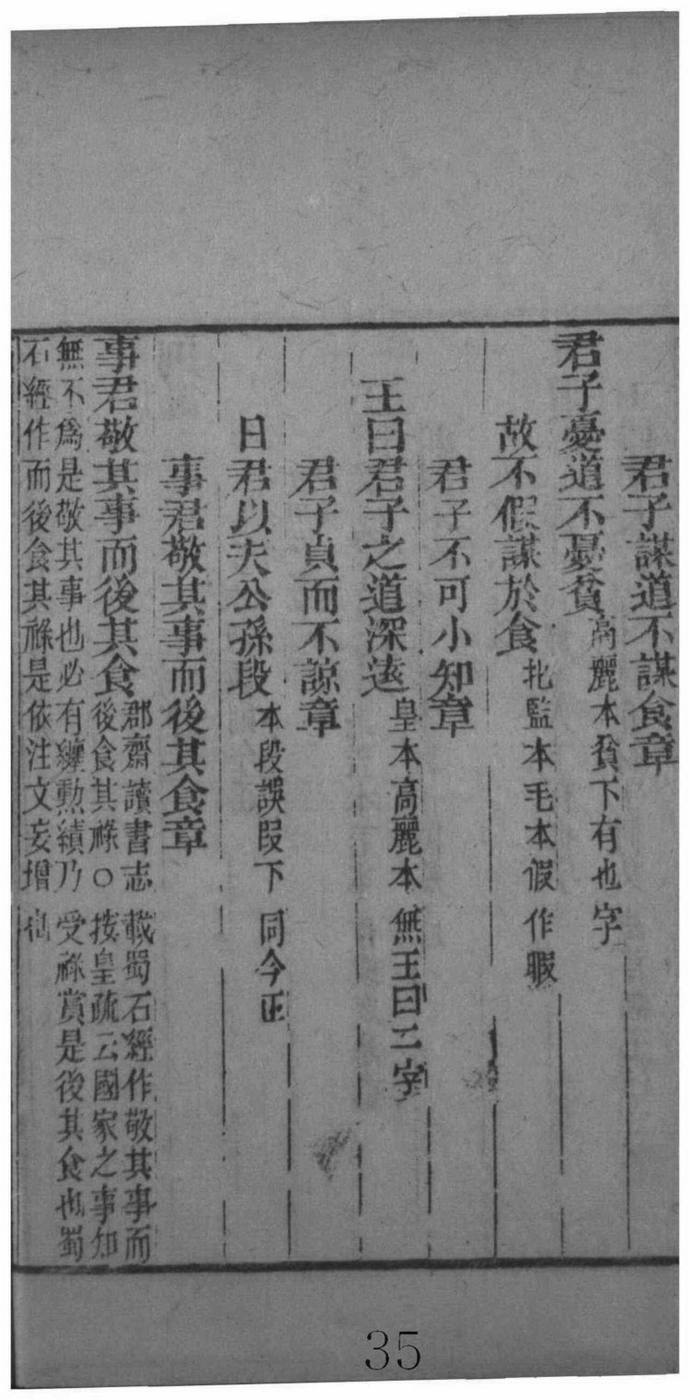 君子謀道不謀食章
君子憂道不憂貧高麗本貧下有也字
故不假謀於食北監本毛本假作暇
君子不可小知章
王曰君子之道深遠皇本高麗本無王曰二字
君子貞而不諒章
曰君以夫公孫段本段誤叚下同今正
事君敬其事而後其食章
事君敬其事而後其食郡齋讀書志載蜀石經作敬其事而
後食其祿○按皇疏云國家之事知
無不爲是敬其事也必有纏勲績乃受祿賞是後其食也蜀
石經作而後食其祿是依注文妄增也
35